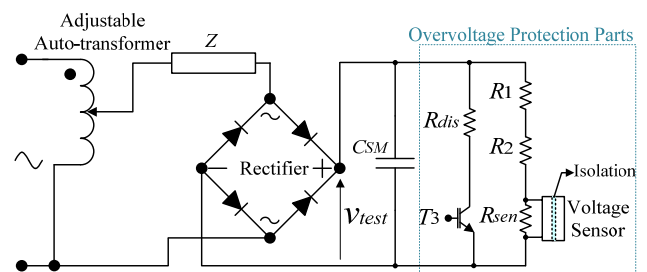 Adjustable
Auto-transformer
Z
Overvoltage Protection Parts
R1
Rdis
R2
CSM
Rectifier
Isolation
Vtest
T3
Rsen
Voltage
Sensor